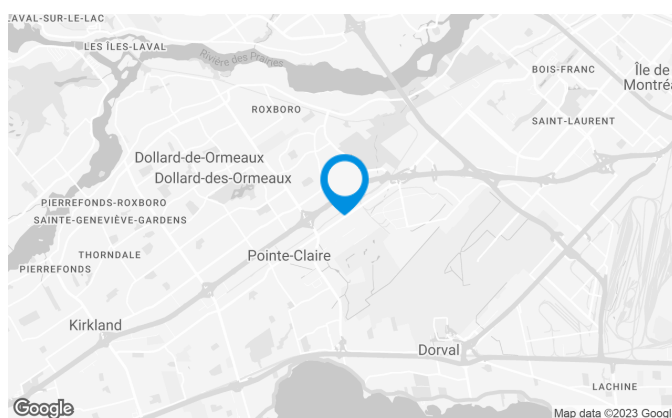 LAVAL-SUR-LE-LAC
LES ÎLES-LAVAL
Rivière des Prairies
BOIS-FRANC
Île de
Montréa
ROXBORO
SAINT-LAURENT
Dollard-de-Ormeaux
Dollard-des-Ormeaux
PIERREFONDS-ROXBORO
SAINTE-GENEVIÈVE-GARDENS
THORNDALE
Pointe-Claire
PIERREFONDS
Kirkland
Dorval
LACHINE
Google
Map data ©2023 Googl